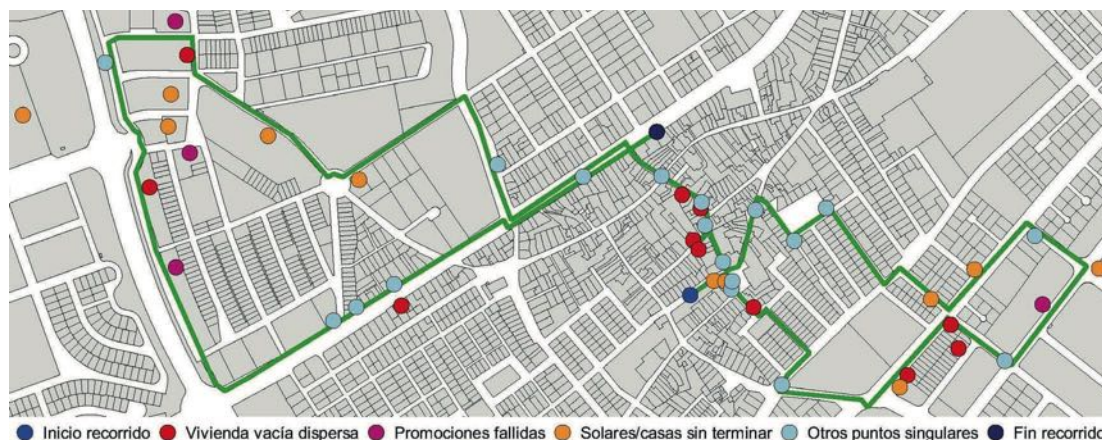 Inicio recorrido Vivienda vacía dispersa Promociones fallidas Solares/casas sin terminar Otros puntos singulares Fin recorrido